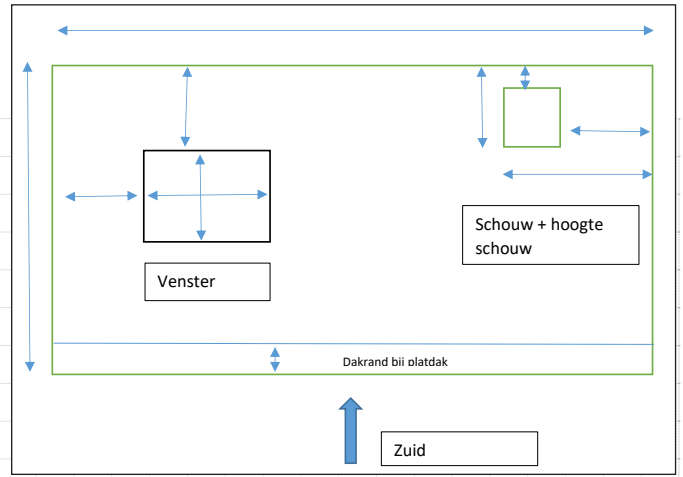 Schouw + hoogte
schouw
Venster
Dakrand bij platdak
Zuid